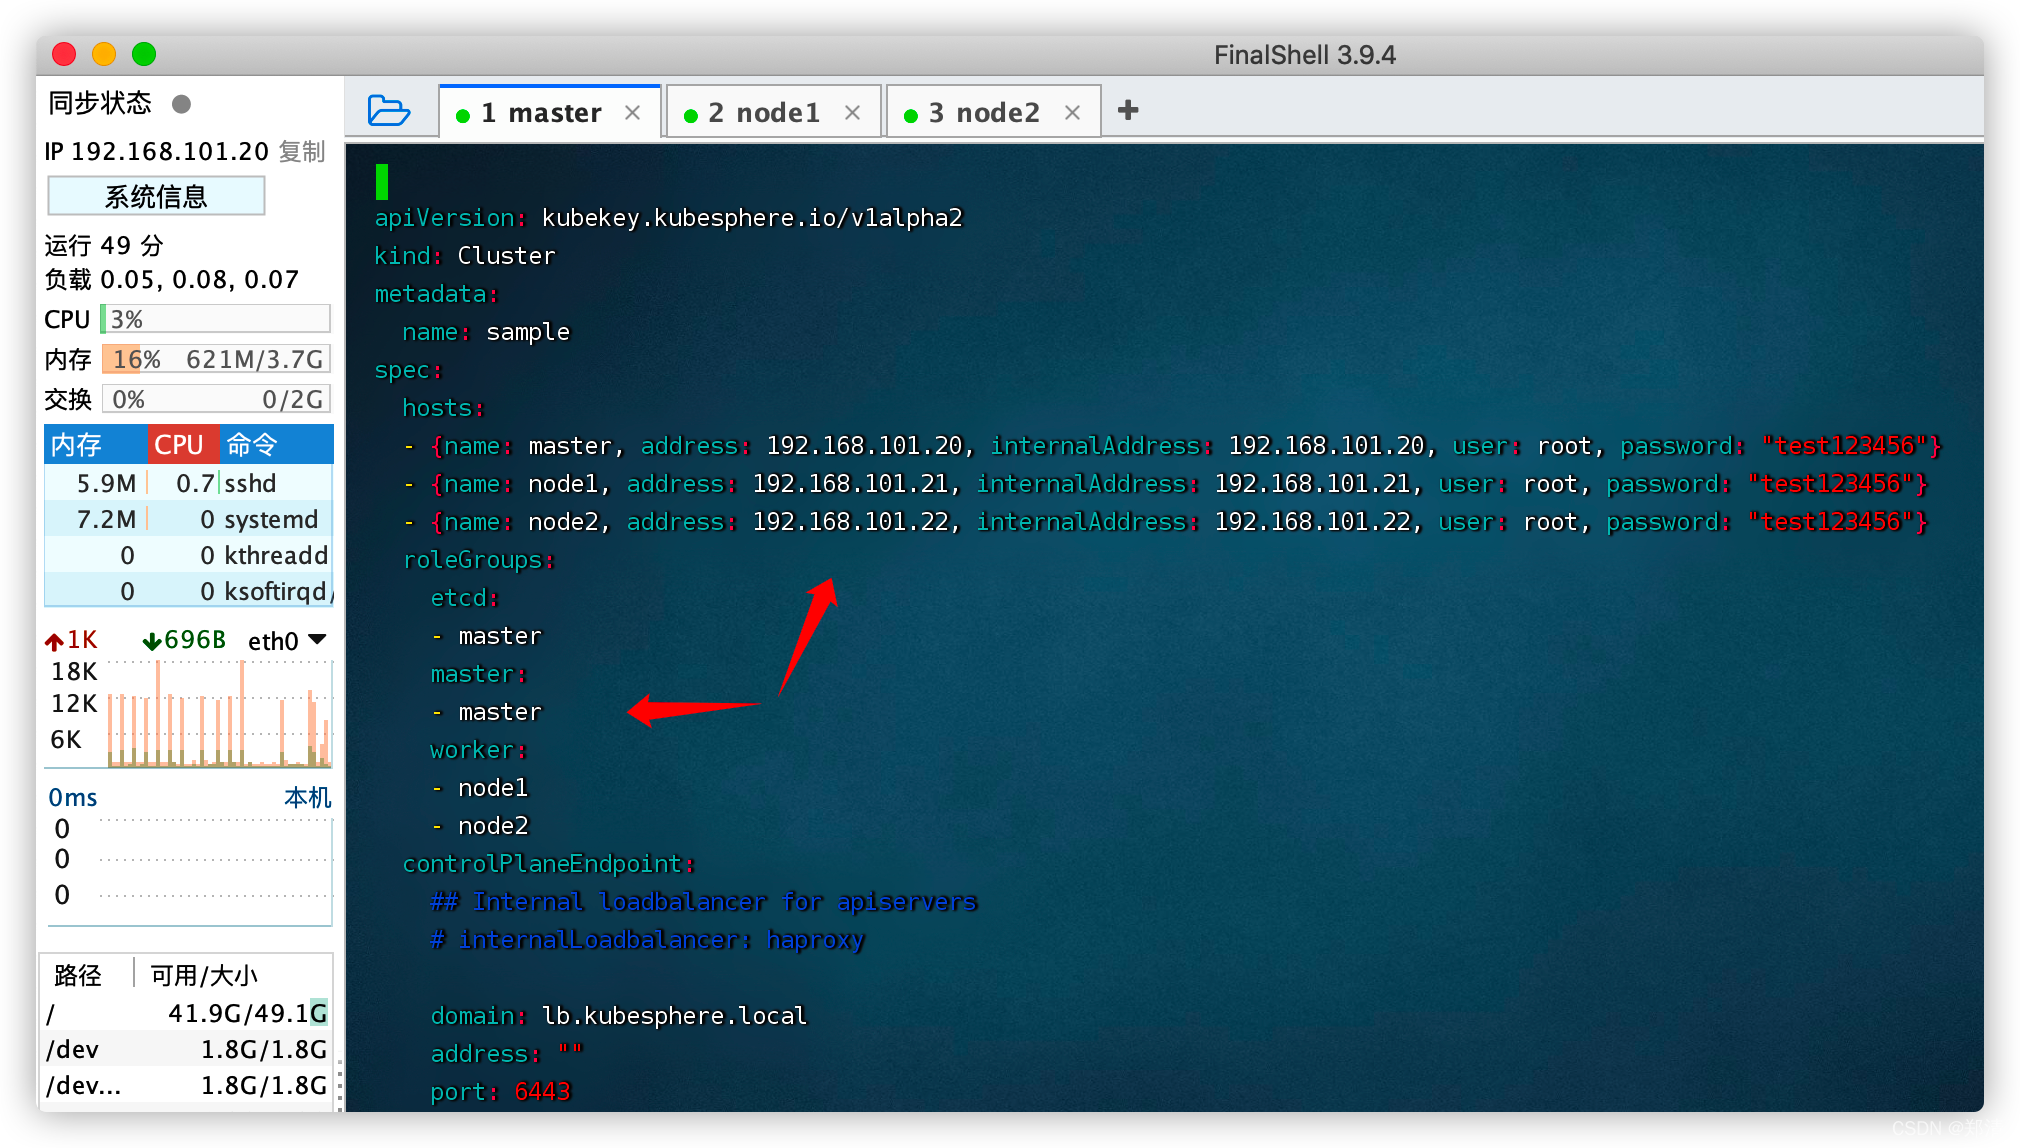 FinalShell 3.9.4
同步状态
IP 192.168.101.20 复制
系统信息
运行 49 分
负载 0.05, 0.08, 0.07
CPU 3%
内存 16% 621M/3.7G
交换 0% 0/2G
内存 CPU 命令
5.9M 0.7 sshd
7.2M 0 systemd
0 0 kthreadd
0 0 ksoftirqd/
1K 696B eth0
18K
12K
6K
0ms 本机
0
0
0
路径 可用/大小
/ 41.9G/49.1G
/dev 1.8G/1.8G
/dev... 1.8G/1.8G
1 master × 2 node1 × 3 node2 × +
apiVersion: kubekey.kubesphere.io/v1alpha2
kind: Cluster
metadata:
  name: sample
spec:
  hosts:
  - {name: master, address: 192.168.101.20, internalAddress: 192.168.101.20, user: root, password: "test123456"}
  - {name: node1, address: 192.168.101.21, internalAddress: 192.168.101.21, user: root, password: "test123456"}
  - {name: node2, address: 192.168.101.22, internalAddress: 192.168.101.22, user: root, password: "test123456"}
  roleGroups:
    etcd:
    - master
    master:
    - master
    worker:
    - node1
    - node2
  controlPlaneEndpoint:
    ## Internal loadbalancer for apiservers
    # internalLoadbalancer: haproxy
    domain: lb.kubesphere.local
    address: ""
    port: 6443
CSDN